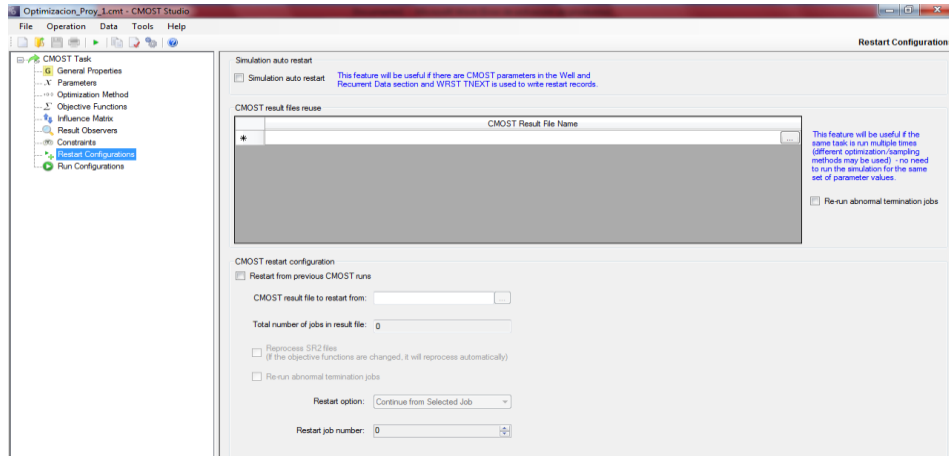 Optimizacion_Proy_1.cmt - CMOST Studio
File Operation Data Tools Help
Restart Configuration
CMOST Task
General Properties
Parameters
Optimization Method
Objective Functions
Influence Matrix
Result Observers
Constraints
Restart Configurations
Run Configurations
Simulation auto restart
Simulation auto restart
This feature will be useful if there are CMOST parameters in the Well and
Recurrent Data section and WRST TNEXT is used to write restart records.
CMOST result files reuse
CMOST Result File Name
...
This feature will be useful if the
same task is run multiple times
(different optimization/sampling
methods may be used) - no need
to run the simulation for the same
set of parameter values.
Re-run abnormal termination jobs
CMOST restart configuration
Restart from previous CMOST runs
CMOST result file to restart from:
...
Total number of jobs in result file: 0
Reprocess SR2 files
(If the objective functions are changed, it will reprocess automatically)
Re-run abnormal termination jobs
Restart option: Continue from Selected Job
Restart job number: 0